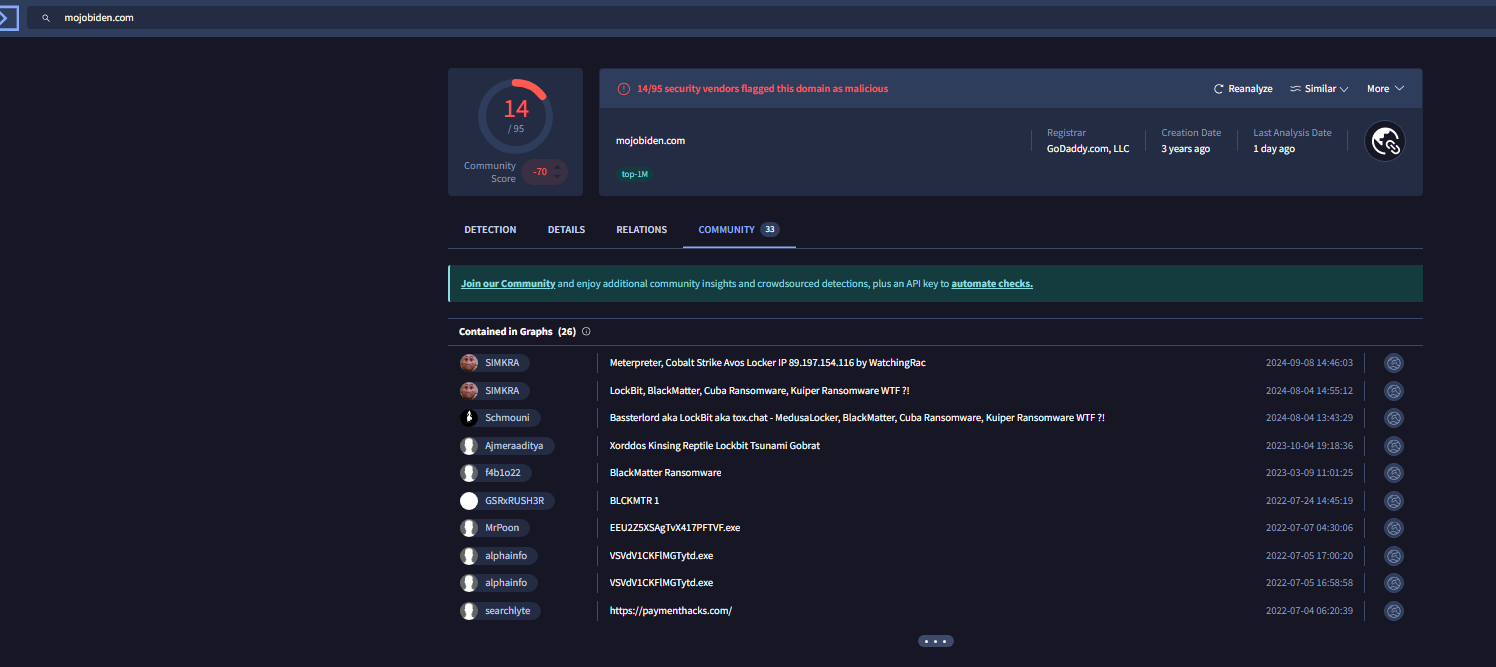 mojobiden.com
14
/ 95
Community Score
-70
14/95 security vendors flagged this domain as malicious
Reanalyze
Similar
More
mojobiden.com
top-1M
Registrar
GoDaddy.com, LLC
Creation Date
3 years ago
Last Analysis Date
1 day ago
DETECTION DETAILS RELATIONS COMMUNITY 33
Join our Community and enjoy additional community insights and crowdsourced detections, plus an API key to automate checks.
Contained in Graphs (26)
SIMKRA Meterpreter, Cobalt Strike Avos Locker IP 89.197.154.116 by WatchingRac 2024-09-08 14:46:03
SIMKRA LockBit, BlackMatter, Cuba Ransomware, Kuiper Ransomware WTF ?! 2024-08-04 14:55:12
Schmouni Bassterlord aka LockBit aka tox.chat - MedusaLocker, BlackMatter, Cuba Ransomware, Kuiper Ransomware WTF ?! 2024-08-04 13:43:29
Ajmeraaditya Xorddos Kinsing Reptile Lockbit Tsunami Gobrat 2023-10-04 19:18:36
f4b1o22 BlackMatter Ransomware 2023-03-09 11:01:25
GSRxRUSH3R BLCKMTR 1 2022-07-24 14:45:19
MrPoon EEU2Z5XSAgTvX417PFTVF.exe 2022-07-07 04:30:06
alphainfo VSVdV1CKFlMGTytd.exe 2022-07-05 17:00:20
alphainfo VSVdV1CKFlMGTytd.exe 2022-07-05 16:58:58
searchlyte https://paymenthacks.com/ 2022-07-04 06:20:39